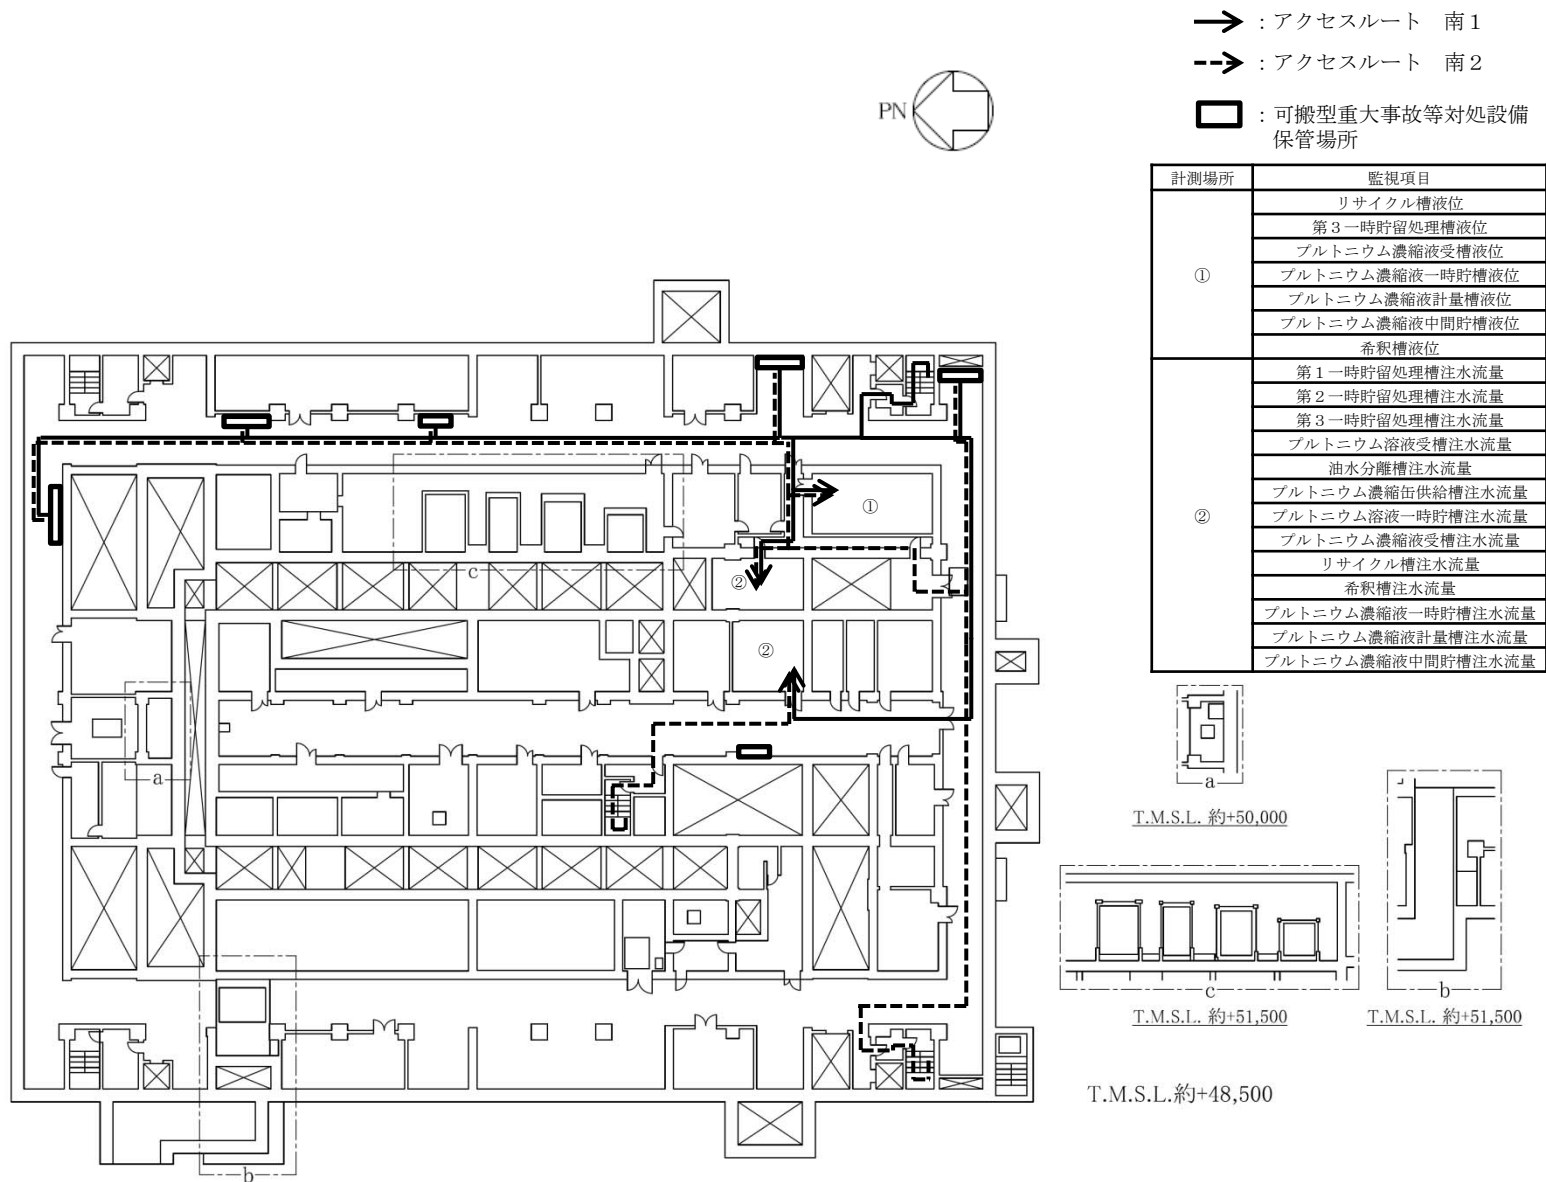 ：アクセスルート　南１
：アクセスルート　南２
：可搬型重大事故等対処設備
保管場所
PN
計測場所 監視項目
①
リサイクル槽液位
第３一時貯留処理槽液位
プルトニウム濃縮液受槽液位
プルトニウム濃縮液一時貯槽液位
プルトニウム濃縮液計量槽液位
プルトニウム濃縮液中間貯槽液位
希釈槽液位
②
第１一時貯留処理槽注水流量
第２一時貯留処理槽注水流量
第３一時貯留処理槽注水流量
プルトニウム溶液受槽注水流量
油水分離槽注水流量
プルトニウム濃縮缶供給槽注水流量
プルトニウム溶液一時貯槽注水流量
プルトニウム濃縮液受槽注水流量
リサイクル槽注水流量
希釈槽注水流量
プルトニウム濃縮液一時貯槽注水流量
プルトニウム濃縮液計量槽注水流量
プルトニウム濃縮液中間貯槽注水流量
①
c
②
②
a
b
a
T.M.S.L. 約+50,000
c
T.M.S.L. 約+51,500
b
T.M.S.L. 約+51,500
T.M.S.L.約+48,500